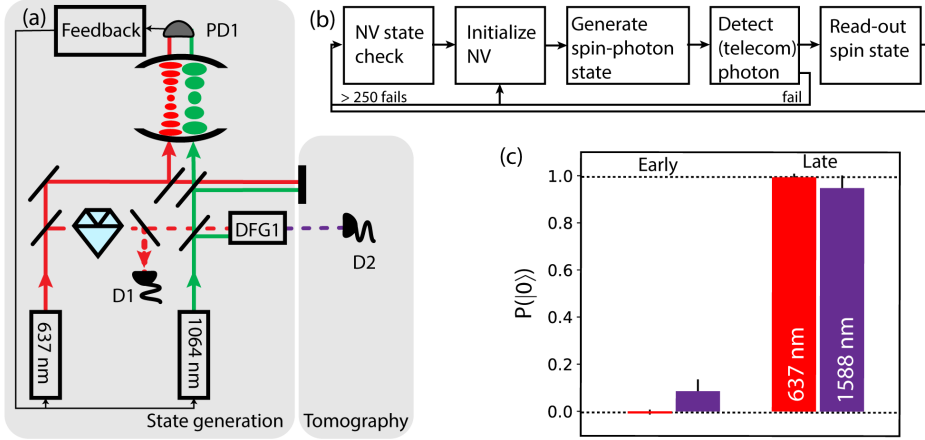 (a)
Feedback
PD1
DFG1
D2
D1
637 nm
1064 nm
State generation
Tomography
(b)
NV state
check
Initialize
NV
Generate
spin-photon
state
Detect
(telecom)
photon
Read-out
spin state
> 250 fails
fail
(c)
Early
Late
1.0
0.8
0.6
0.4
0.2
0.0
P(|0⟩)
637 nm
1588 nm